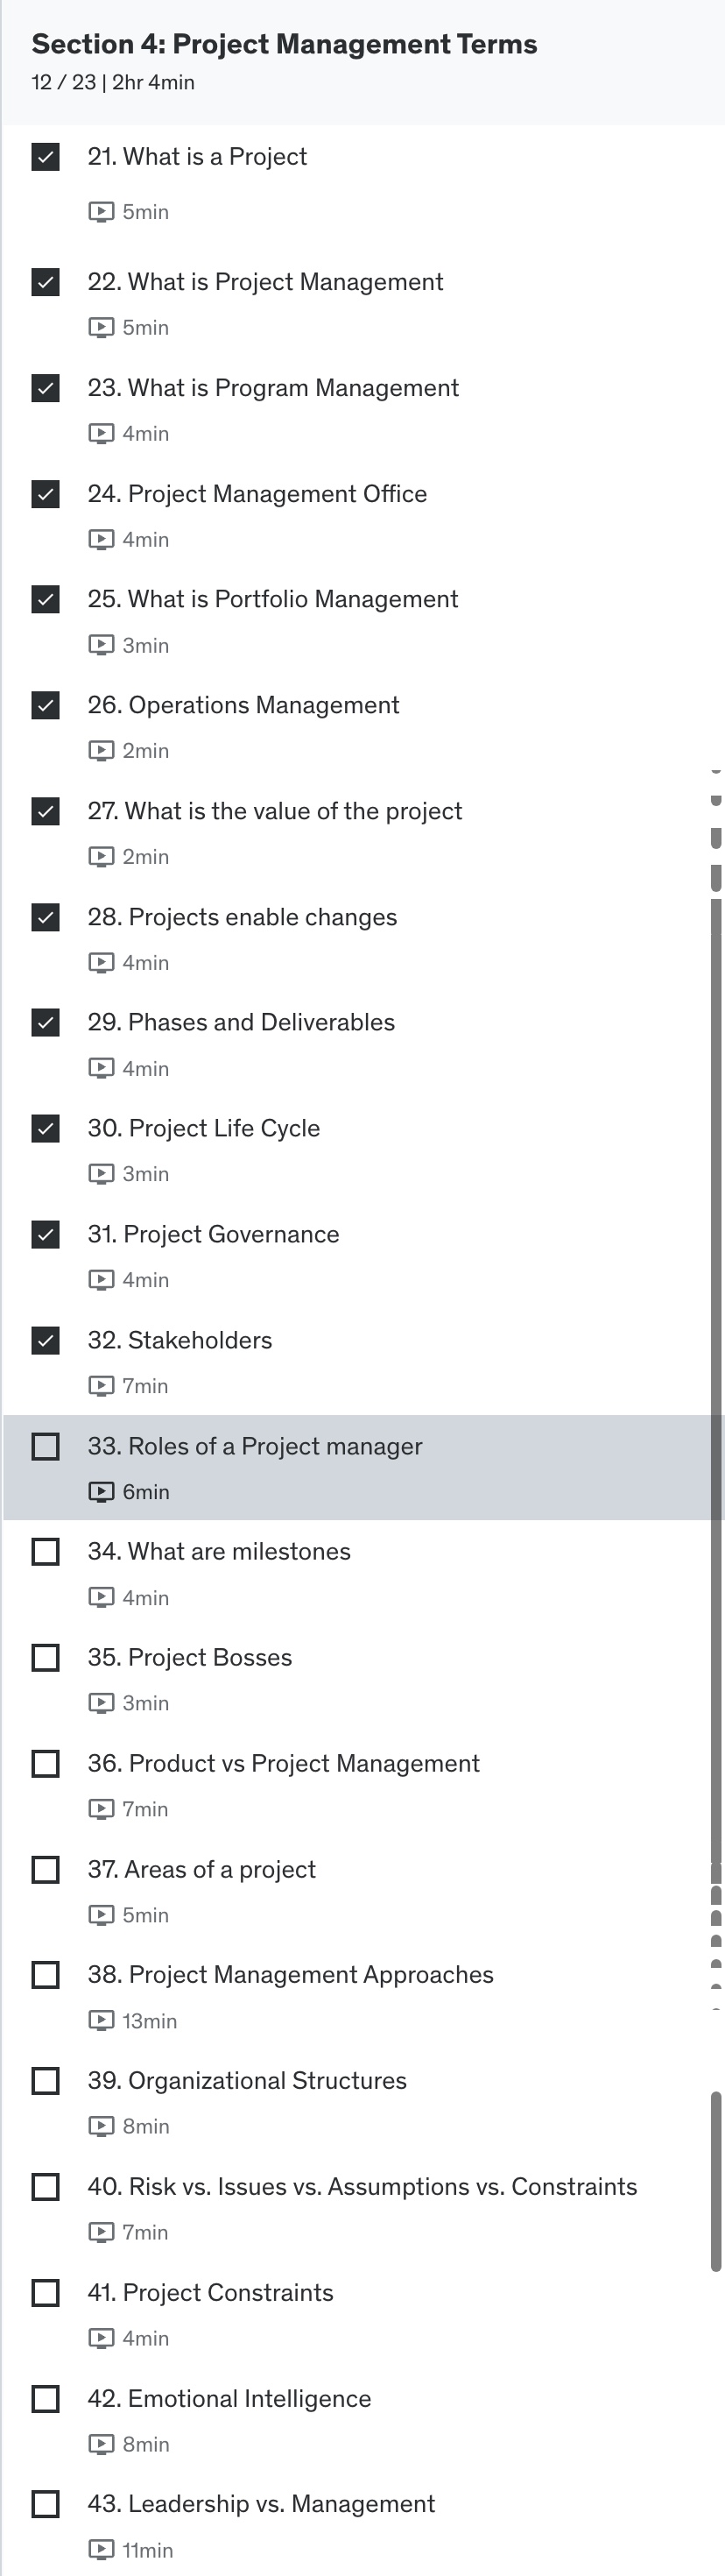 Section 4: Project Management Terms
12 / 23 | 2hr 4min
21. What is a Project
5min
22. What is Project Management
5min
23. What is Program Management
4min
24. Project Management Office
4min
25. What is Portfolio Management
3min
26. Operations Management
2min
27. What is the value of the project
2min
28. Projects enable changes
4min
29. Phases and Deliverables
4min
30. Project Life Cycle
3min
31. Project Governance
4min
32. Stakeholders
7min
33. Roles of a Project manager
6min
34. What are milestones
4min
35. Project Bosses
3min
36. Product vs Project Management
7min
37. Areas of a project
5min
38. Project Management Approaches
13min
39. Organizational Structures
8min
40. Risk vs. Issues vs. Assumptions vs. Constraints
7min
41. Project Constraints
4min
42. Emotional Intelligence
8min
43. Leadership vs. Management
11min